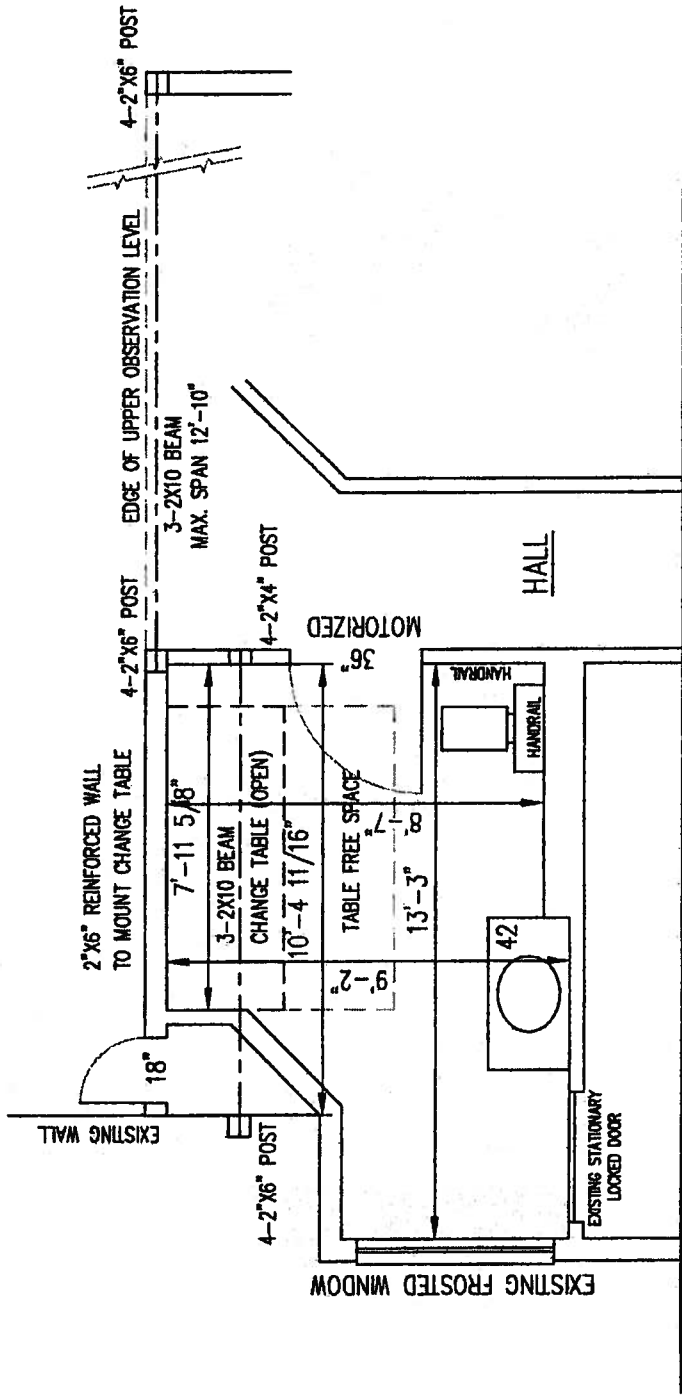 4-2"X6" POST
EDGE OF UPPER OBSERVATION LEVEL
3-2X10 BEAM
MAX. SPAN 12'-10"
4-2"X6" POST
2"X6" REINFORCED WALL
TO MOUNT CHANGE TABLE
4-2"X4" POST
MOTORIZED
36"
HALL
HANDRAIL
HANDRAIL
7'-11 5/8"
3-2X10 BEAM
CHANGE TABLE (OPEN)
10'-4 11/16"
TABLE FREE SPACE
8'-7"
13'-3"
9'-2"
42
18"
EXISTING WALL
4-2"X6" POST
EXISTING STATIONARY
LOCKED DOOR
EXISTING FROSTED WINDOW